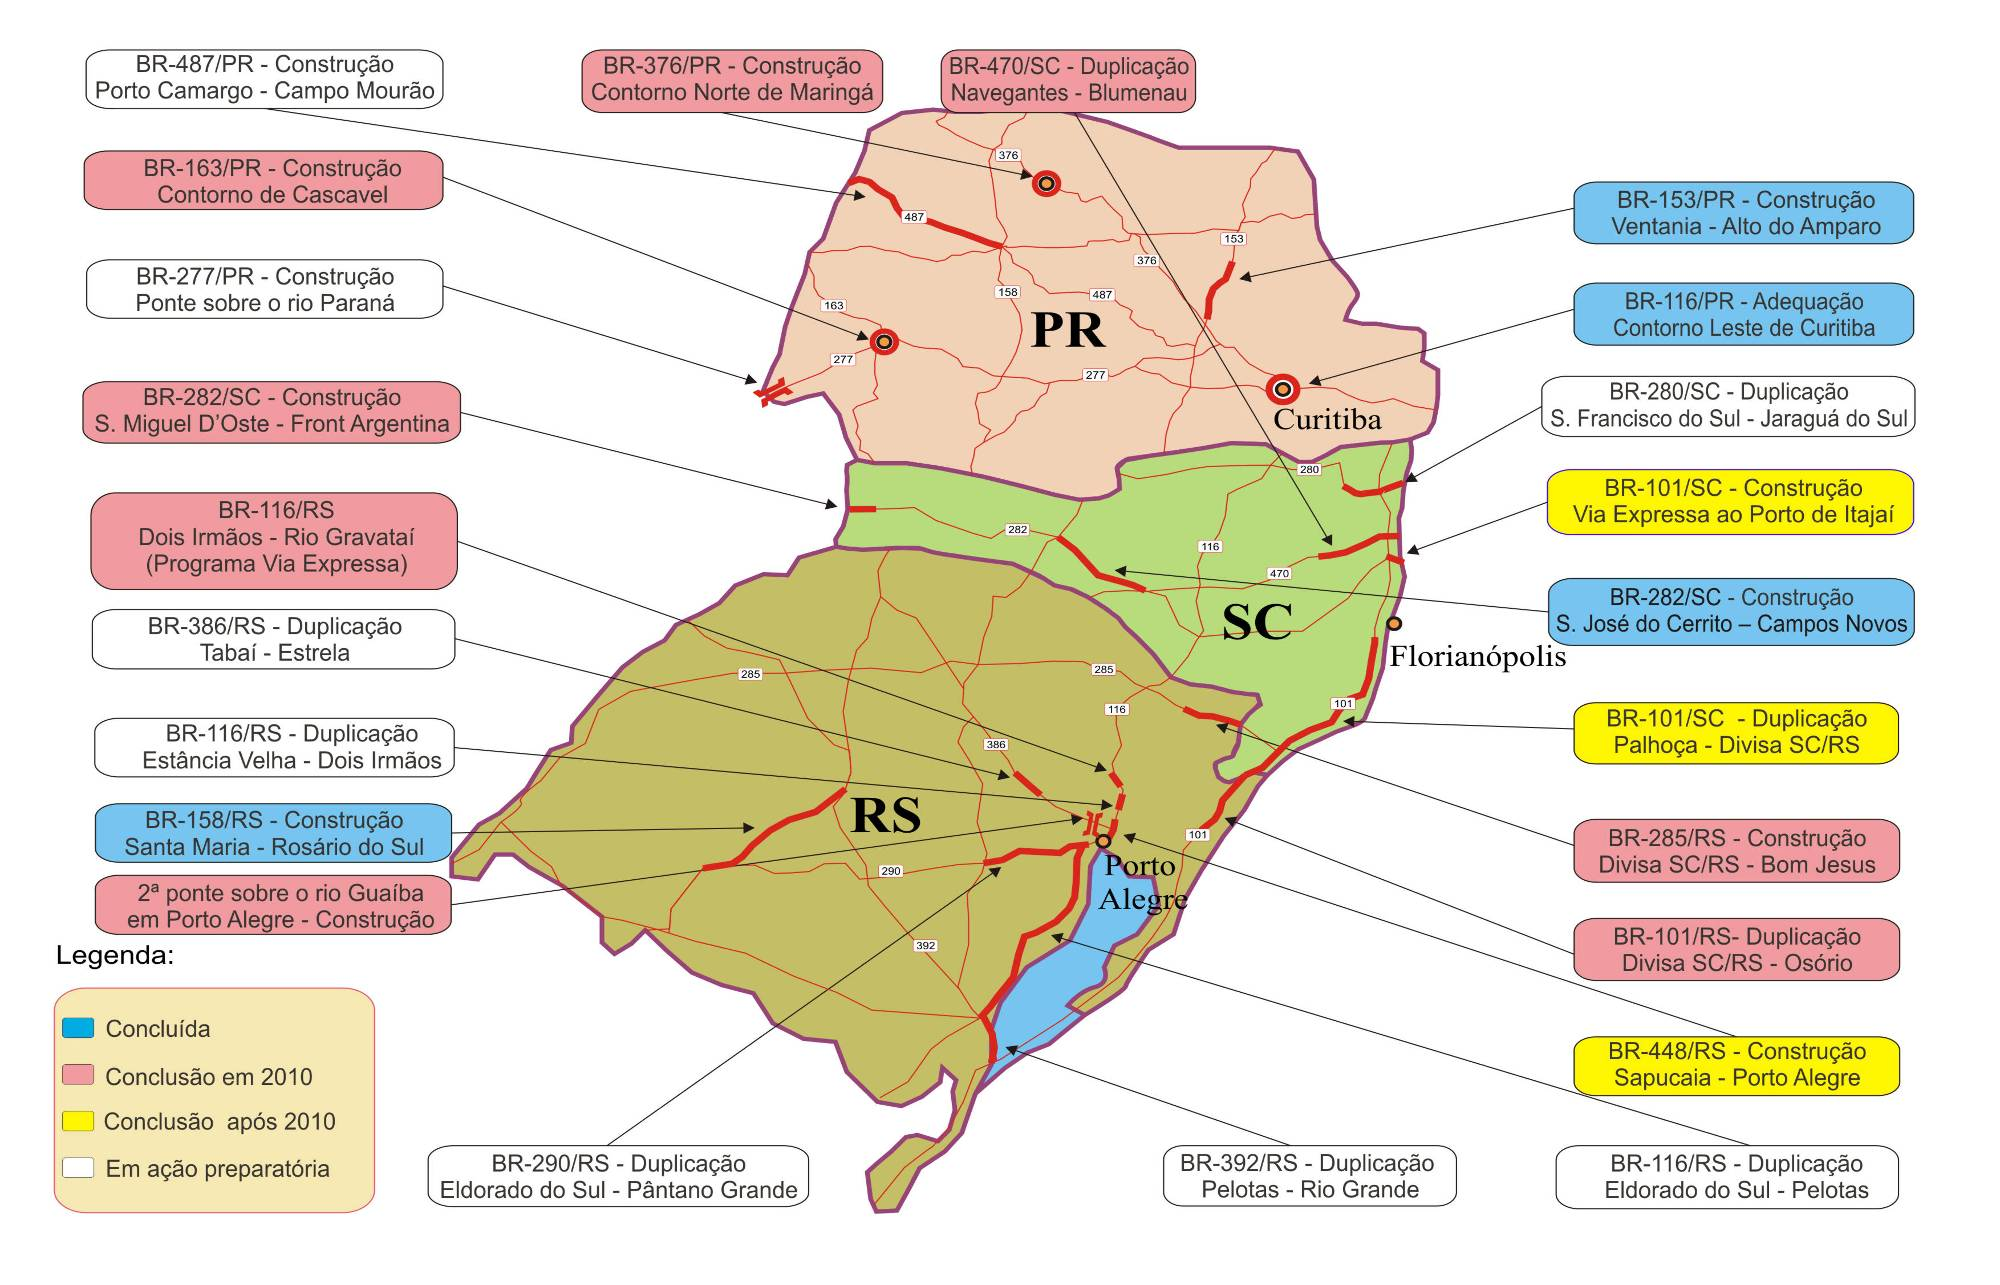 BR-487/PR - Construção
Porto Camargo - Campo Mourão
BR-376/PR - Construção
Contorno Norte de Maringá
BR-470/SC - Duplicação
Navegantes - Blumenau
BR-163/PR - Construção
Contorno de Cascavel
BR-277/PR - Construção
Ponte sobre o rio Paraná
BR-282/SC - Construção
S. Miguel D'Oste - Front Argentina
BR-116/RS
Dois Irmãos - Rio Gravataí
(Programa Via Expressa)
BR-386/RS - Duplicação
Tabaí - Estrela
BR-116/RS - Duplicação
Estância Velha - Dois Irmãos
BR-158/RS - Construção
Santa Maria - Rosário do Sul
2ª ponte sobre o rio Guaíba
em Porto Alegre - Construção
BR-153/PR - Construção
Ventania - Alto do Amparo
BR-116/PR - Adequação
Contorno Leste de Curitiba
BR-280/SC - Duplicação
S. Francisco do Sul - Jaraguá do Sul
BR-101/SC - Construção
Via Expressa ao Porto de Itajaí
BR-282/SC - Construção
S. José do Cerrito – Campos Novos
BR-101/SC - Duplicação
Palhoça - Divisa SC/RS
BR-285/RS - Construção
Divisa SC/RS - Bom Jesus
BR-101/RS- Duplicação
Divisa SC/RS - Osório
BR-448/RS - Construção
Sapucaia - Porto Alegre
BR-290/RS - Duplicação
Eldorado do Sul - Pântano Grande
BR-392/RS - Duplicação
Pelotas - Rio Grande
BR-116/RS - Duplicação
Eldorado do Sul - Pelotas
376
487
153
376
158
487
163
PR
277
277
Curitiba
280
282
116
470
SC
Florianópolis
285
285
101
116
386
RS
101
290
Porto
Alegre
392
Legenda:
Concluída
Conclusão em 2010
Conclusão após 2010
Em ação preparatória